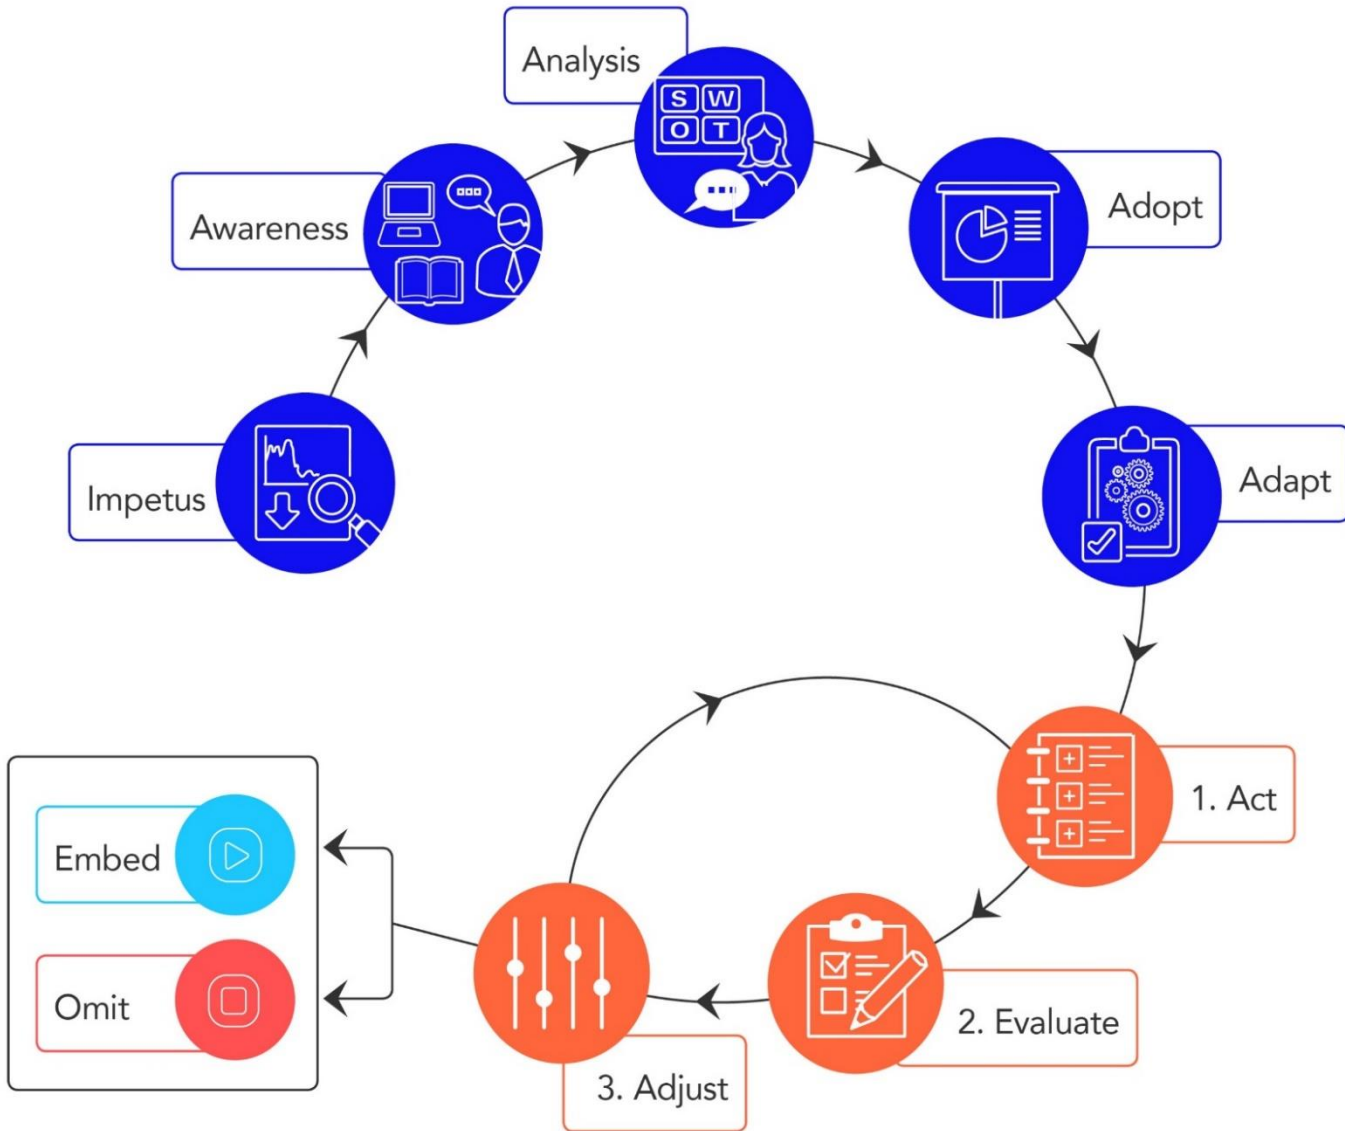 Analysis
S W
O T
Awareness
Adopt
Impetus
Adapt
1. Act
Embed
Omit
2. Evaluate
3. Adjust